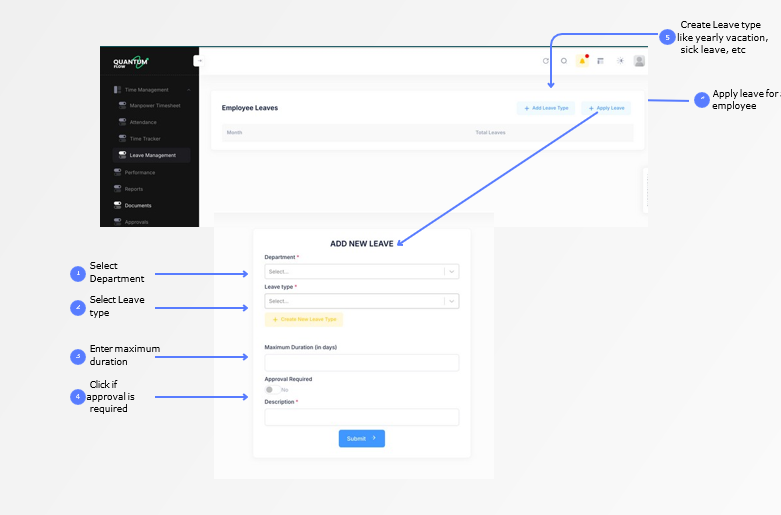 Create Leave type
like yearly vacation,
sick leave, etc
5
QUANTUM
FLOW
Time Management
Manpower Timesheet
Attendance
Time Tracker
Leave Management
Performance
Reports
Documents
Approvals
Employee Leaves
+ Add Leave Type
+ Apply Leave
Month
Total Leaves
Apply leave for a
employee
ADD NEW LEAVE
Department *
Select...
Leave type *
Select...
+ Create New Leave Type
Maximum Duration (in days)
Approval Required
No
Description *
Submit
1
Select
Department
2
Select Leave
type
3
Enter maximum
duration
4
Click if
approval is
required